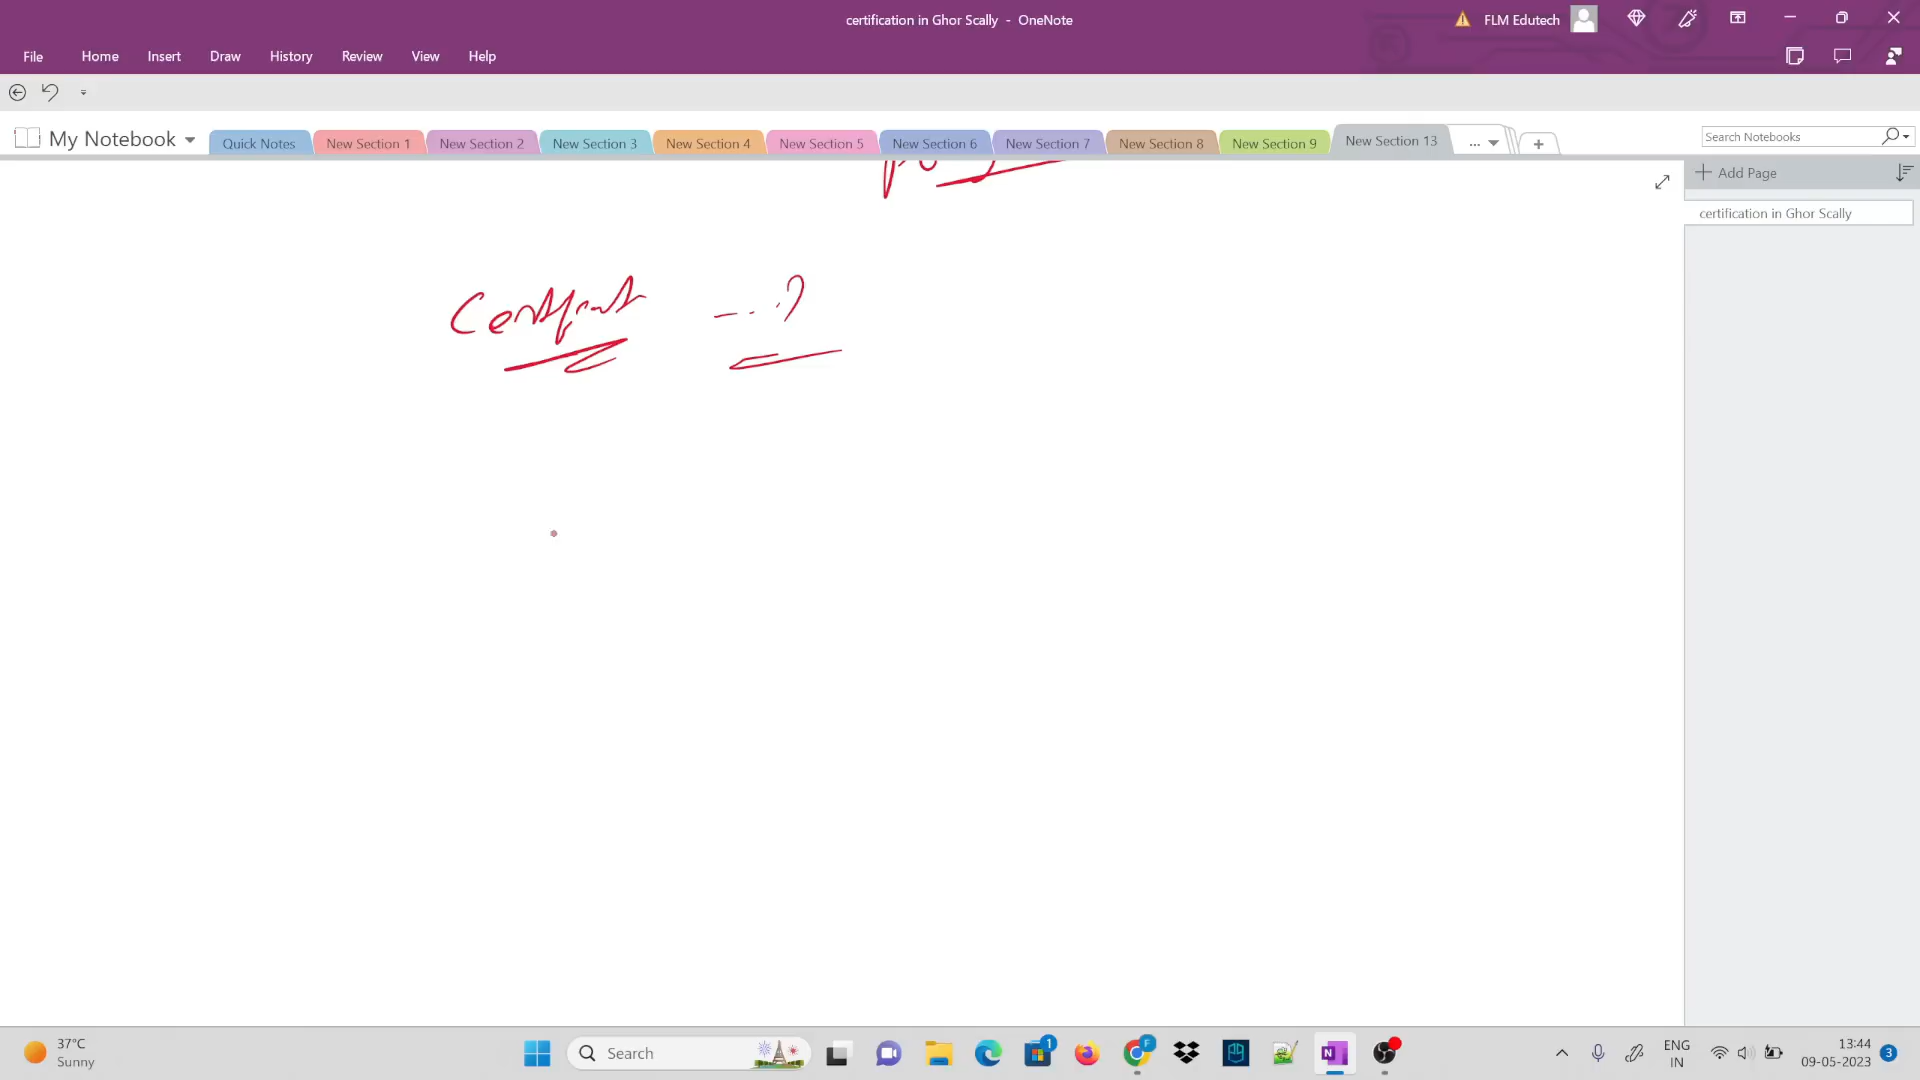 certification in Ghor Scally - OneNote
FLM Edutech
File Home Insert Draw History Review View Help
My Notebook
Quick Notes New Section 1 New Section 2 New Section 3 New Section 4 New Section 5 New Section 6 New Section 7 New Section 8 New Section 9 New Section 13 ...
Search Notebooks
Add Page
certification in Ghor Scally
--.?
37°C
Sunny
Search
1
F
ENG
IN
13:44
09-05-2023
3